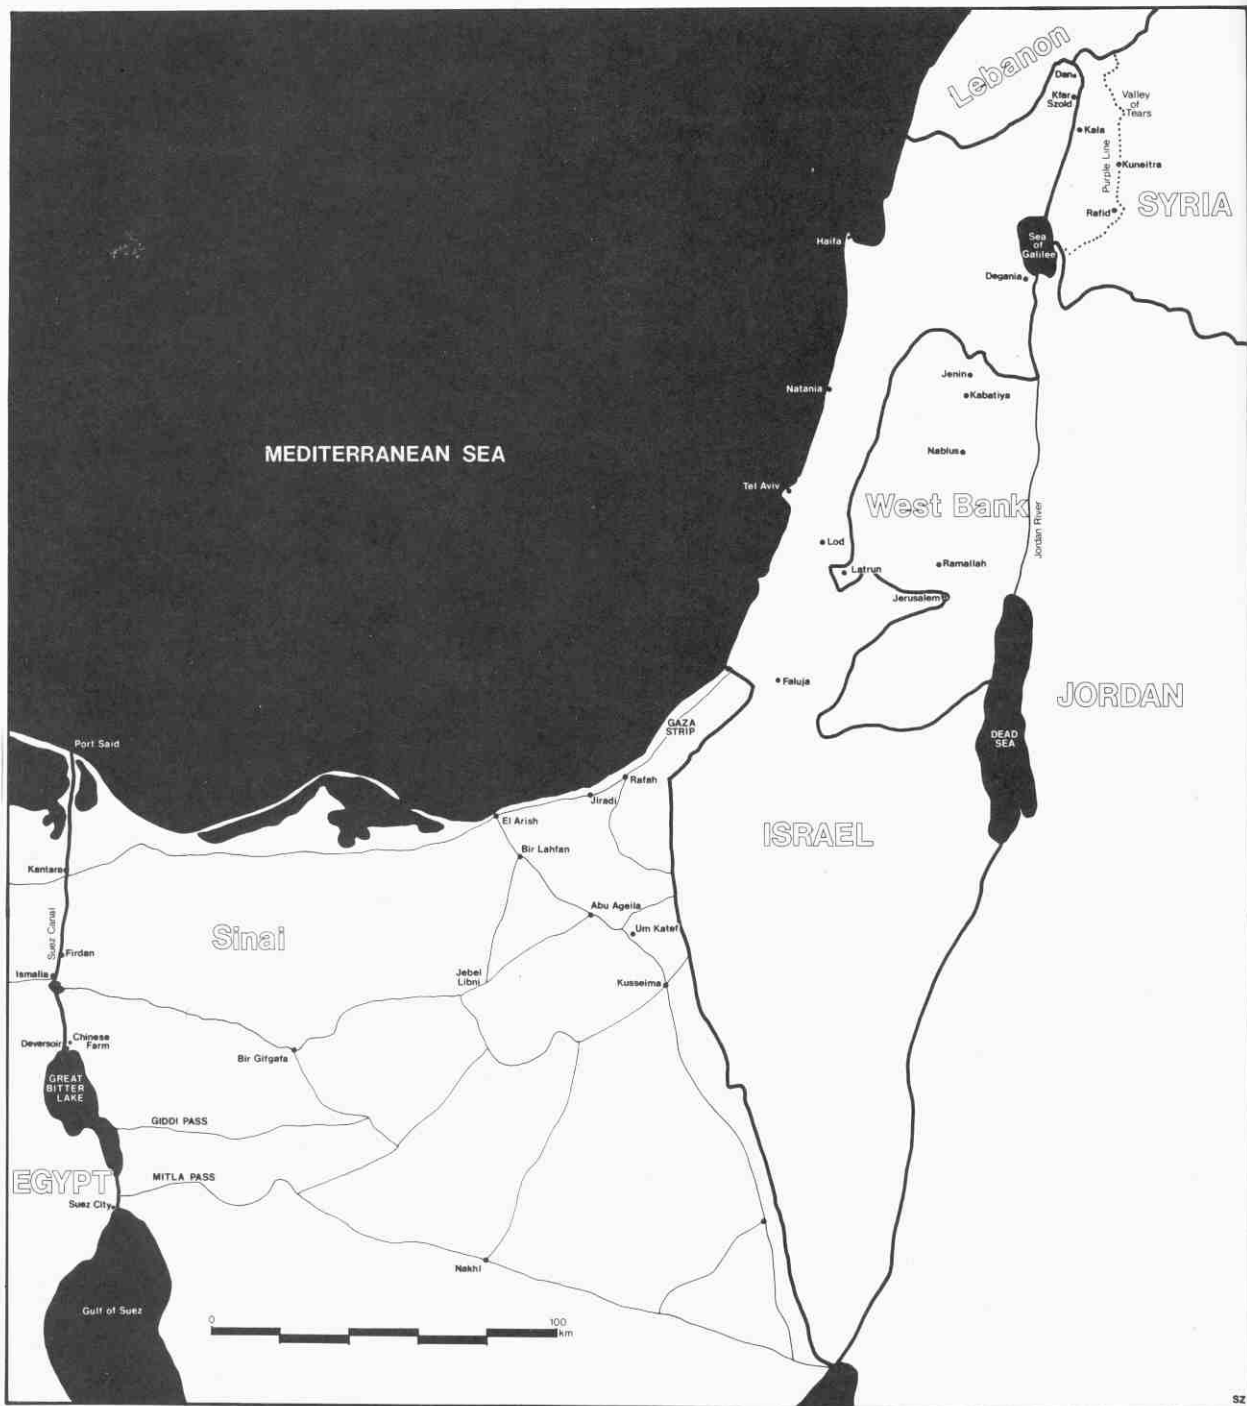 Lebanon
Dan
Kfar
Szold
Valley
of
Tears
Kala
Purple Line
Kuneitra
SYRIA
Rafid
Haifa
Sea
of
Galilee
Degania
Jenin
Natania
Kabatiya
MEDITERRANEAN SEA
Nablus
Tel Aviv
West Bank
Jordan River
Lod
Latrun
Ramallah
Jerusalem
Faluja
JORDAN
GAZA
STRIP
DEAD
SEA
Port Said
Rafah
Jiradi
El Arish
ISRAEL
Bir Lahfan
Kantara
Abu Ageila
Um Katef
Suez Canal
Sinai
Firdan
Ismalia
Jebel
Libni
Kusseima
Chinese
Farm
Deversoir
Bir Gifgafa
GREAT
BITTER
LAKE
GIDDI PASS
EGYPT
MITLA PASS
Suez City
Nakhl
Gulf of Suez
0
100
km
SZ